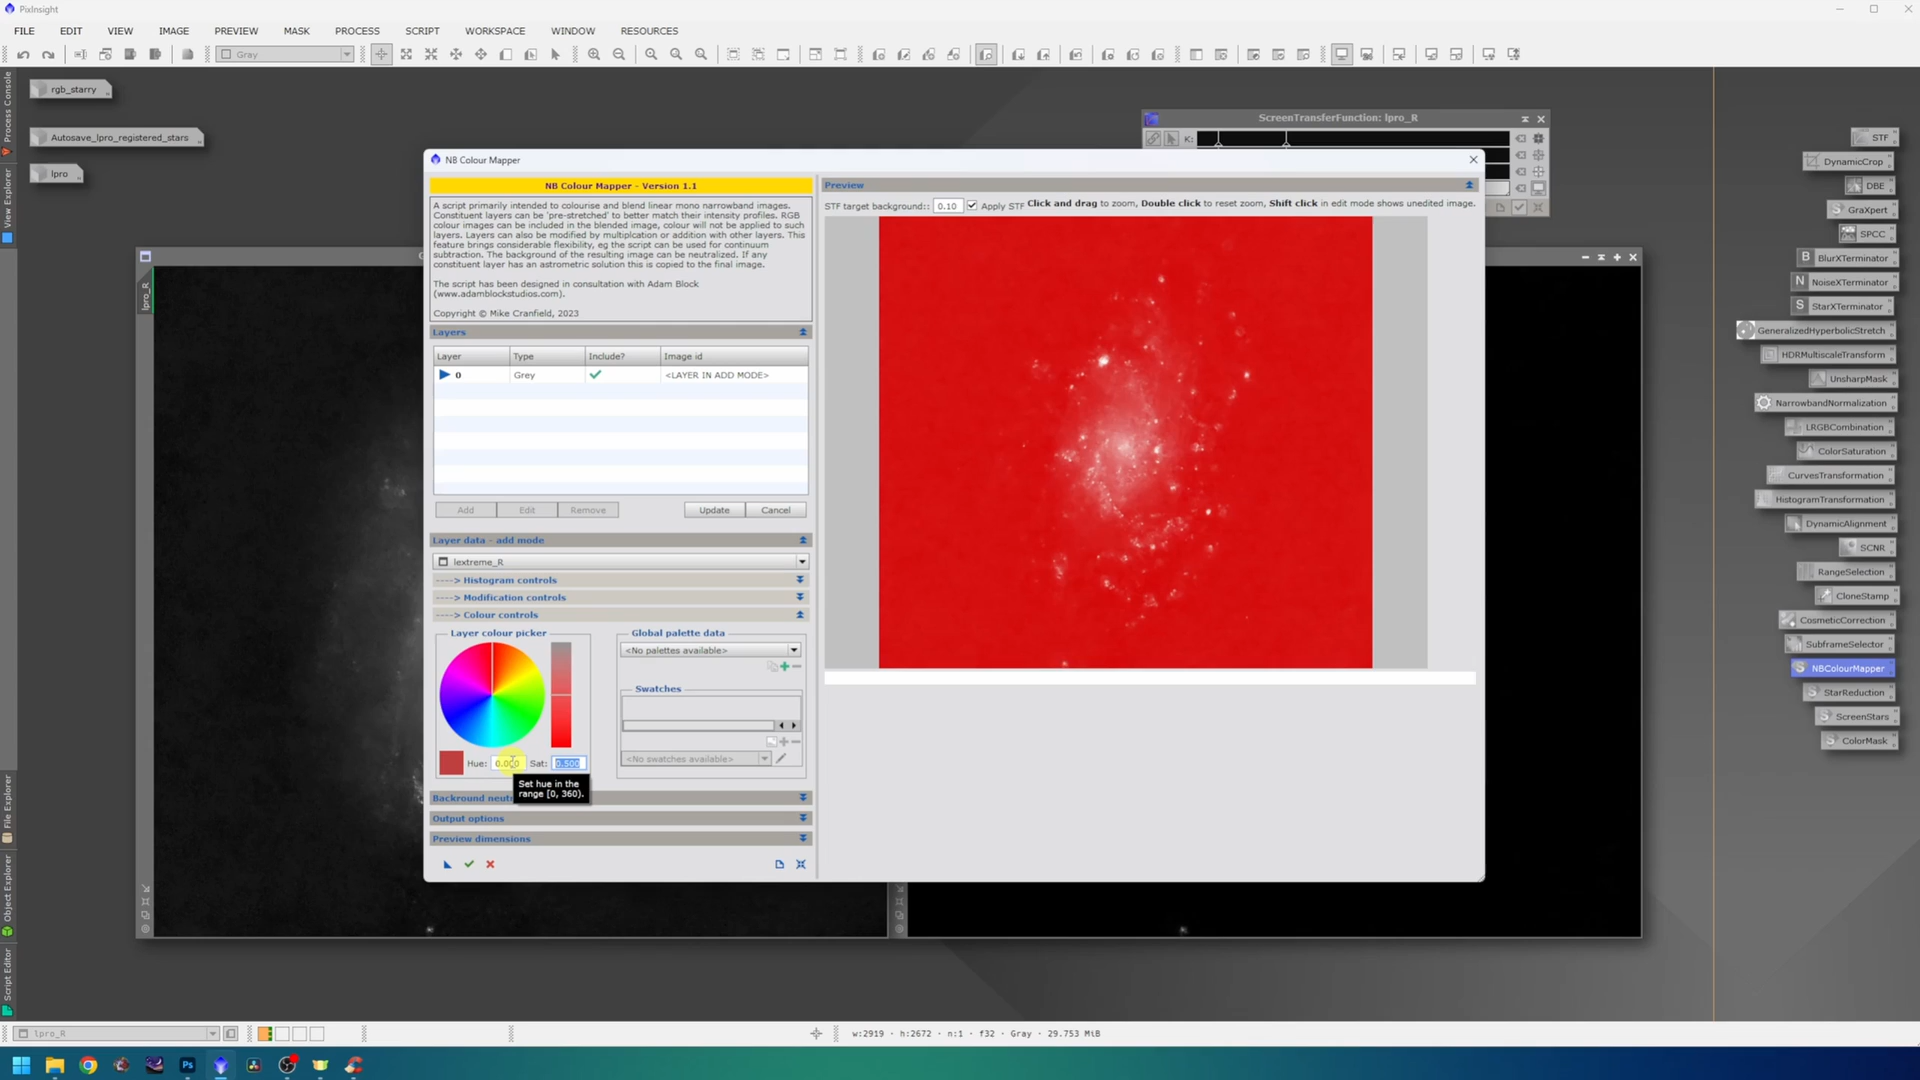 PixInsight
FILE EDIT VIEW IMAGE PREVIEW MASK PROCESS SCRIPT WORKSPACE WINDOW RESOURCES
Gray
Process Console
View Explorer
File Explorer
Object Explorer
Script Editor
rgb_starry
Autosave_lpro_registered_stars
lpro
lpro_R
ScreenTransferFunction: lpro_R
K:
NB Colour Mapper
NB Colour Mapper - Version 1.1
A script primarily intended to colourise and blend linear mono narrowband images.
Constituent layers can be 'pre-stretched' to better match their intensity profiles. RGB
colour images can be included in the blended image, colour will not be applied to such
layers. Layers can also be modified by multiplcation or addition with other layers. This
feature brings considerable flexibility, eg the script can be used for continuum
subtraction. The background of the resulting image can be neutralized. If any
constituent layer has an astrometric solution this is copied to the final image.
The script has been designed in consultation with Adam Block
(www.adamblockstudios.com).
Copyright © Mike Cranfield, 2023
Layers
Layer Type Include? Image id
0 Grey <LAYER IN ADD MODE>
Add Edit Remove Update Cancel
Layer data - add mode
lextreme_R
----> Histogram controls
----> Modification controls
----> Colour controls
Layer colour picker
Hue: 0.000 Sat: 0.500
Set hue in the
range [0, 360).
Global palette data
<No palettes available>
Swatches
<No swatches available>
Output options
Preview dimensions
Preview
STF target background:: 0.10 Apply STF Click and drag to zoom, Double click to reset zoom, Shift click in edit mode shows unedited image.
STF
DynamicCrop
DBE
GraXpert
SPCC
BlurXTerminator
NoiseXTerminator
StarXTerminator
GeneralizedHyperbolicStretch
HDRMultiscaleTransform
UnsharpMask
NarrowbandNormalization
LRGBCombination
ColorSaturation
CurvesTransformation
HistogramTransformation
DynamicAlignment
SCNR
RangeSelection
CloneStamp
CosmeticCorrection
SubframeSelector
NBColourMapper
StarReduction
ScreenStars
ColorMask
lpro_R
w:2919 · h:2672 · n:1 · f32 · Gray · 29.753 MiB
Ps